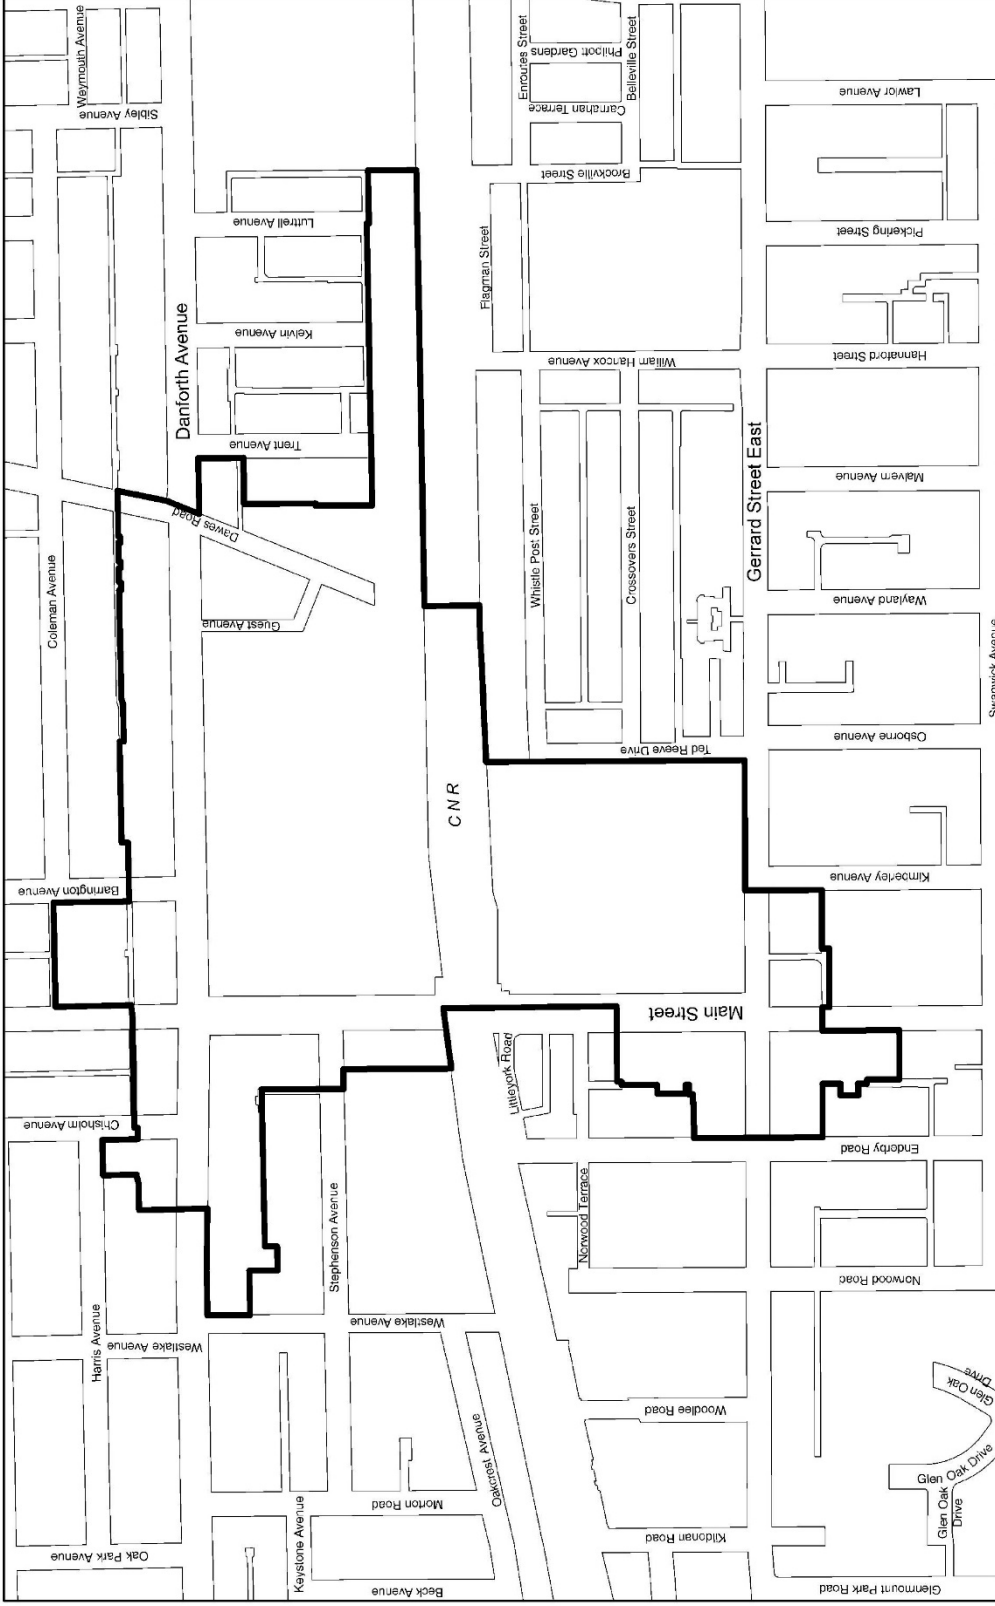 Weymouth Avenue
Sibley Avenue
Enroutes Street
Philpott Gardens
Belleville Street
Carnahan Terrace
Lawlor Avenue
Brockville Street
Luttrell Avenue
Pickering Street
Flagman Street
Kelvin Avenue
Danforth Avenue
William Hancox Avenue
Hannaford Street
Trent Avenue
Malvern Avenue
Dawes Road
Gerrard Street East
Whistle Post Street
Crossovers Street
Coleman Avenue
Wayland Avenue
Guest Avenue
Swanwick Avenue
Osborne Avenue
Ted Reeve Drive
CNR
Kimberley Avenue
Barrington Avenue
Main Street
Littleyork Road
Chisholm Avenue
Enderby Road
Stephenson Avenue
Norwood Terrace
Norwood Road
Westlake Avenue
Westlake Avenue
Harris Avenue
Glen Oak
Drive
Woodlee Road
Oakcrest Avenue
Glen Oak Drive
Morton Road
Glen Oak
Drive
Keystone Avenue
Kildonan Road
Oak Park Avenue
Beck Avenue
Glenmount Park Road